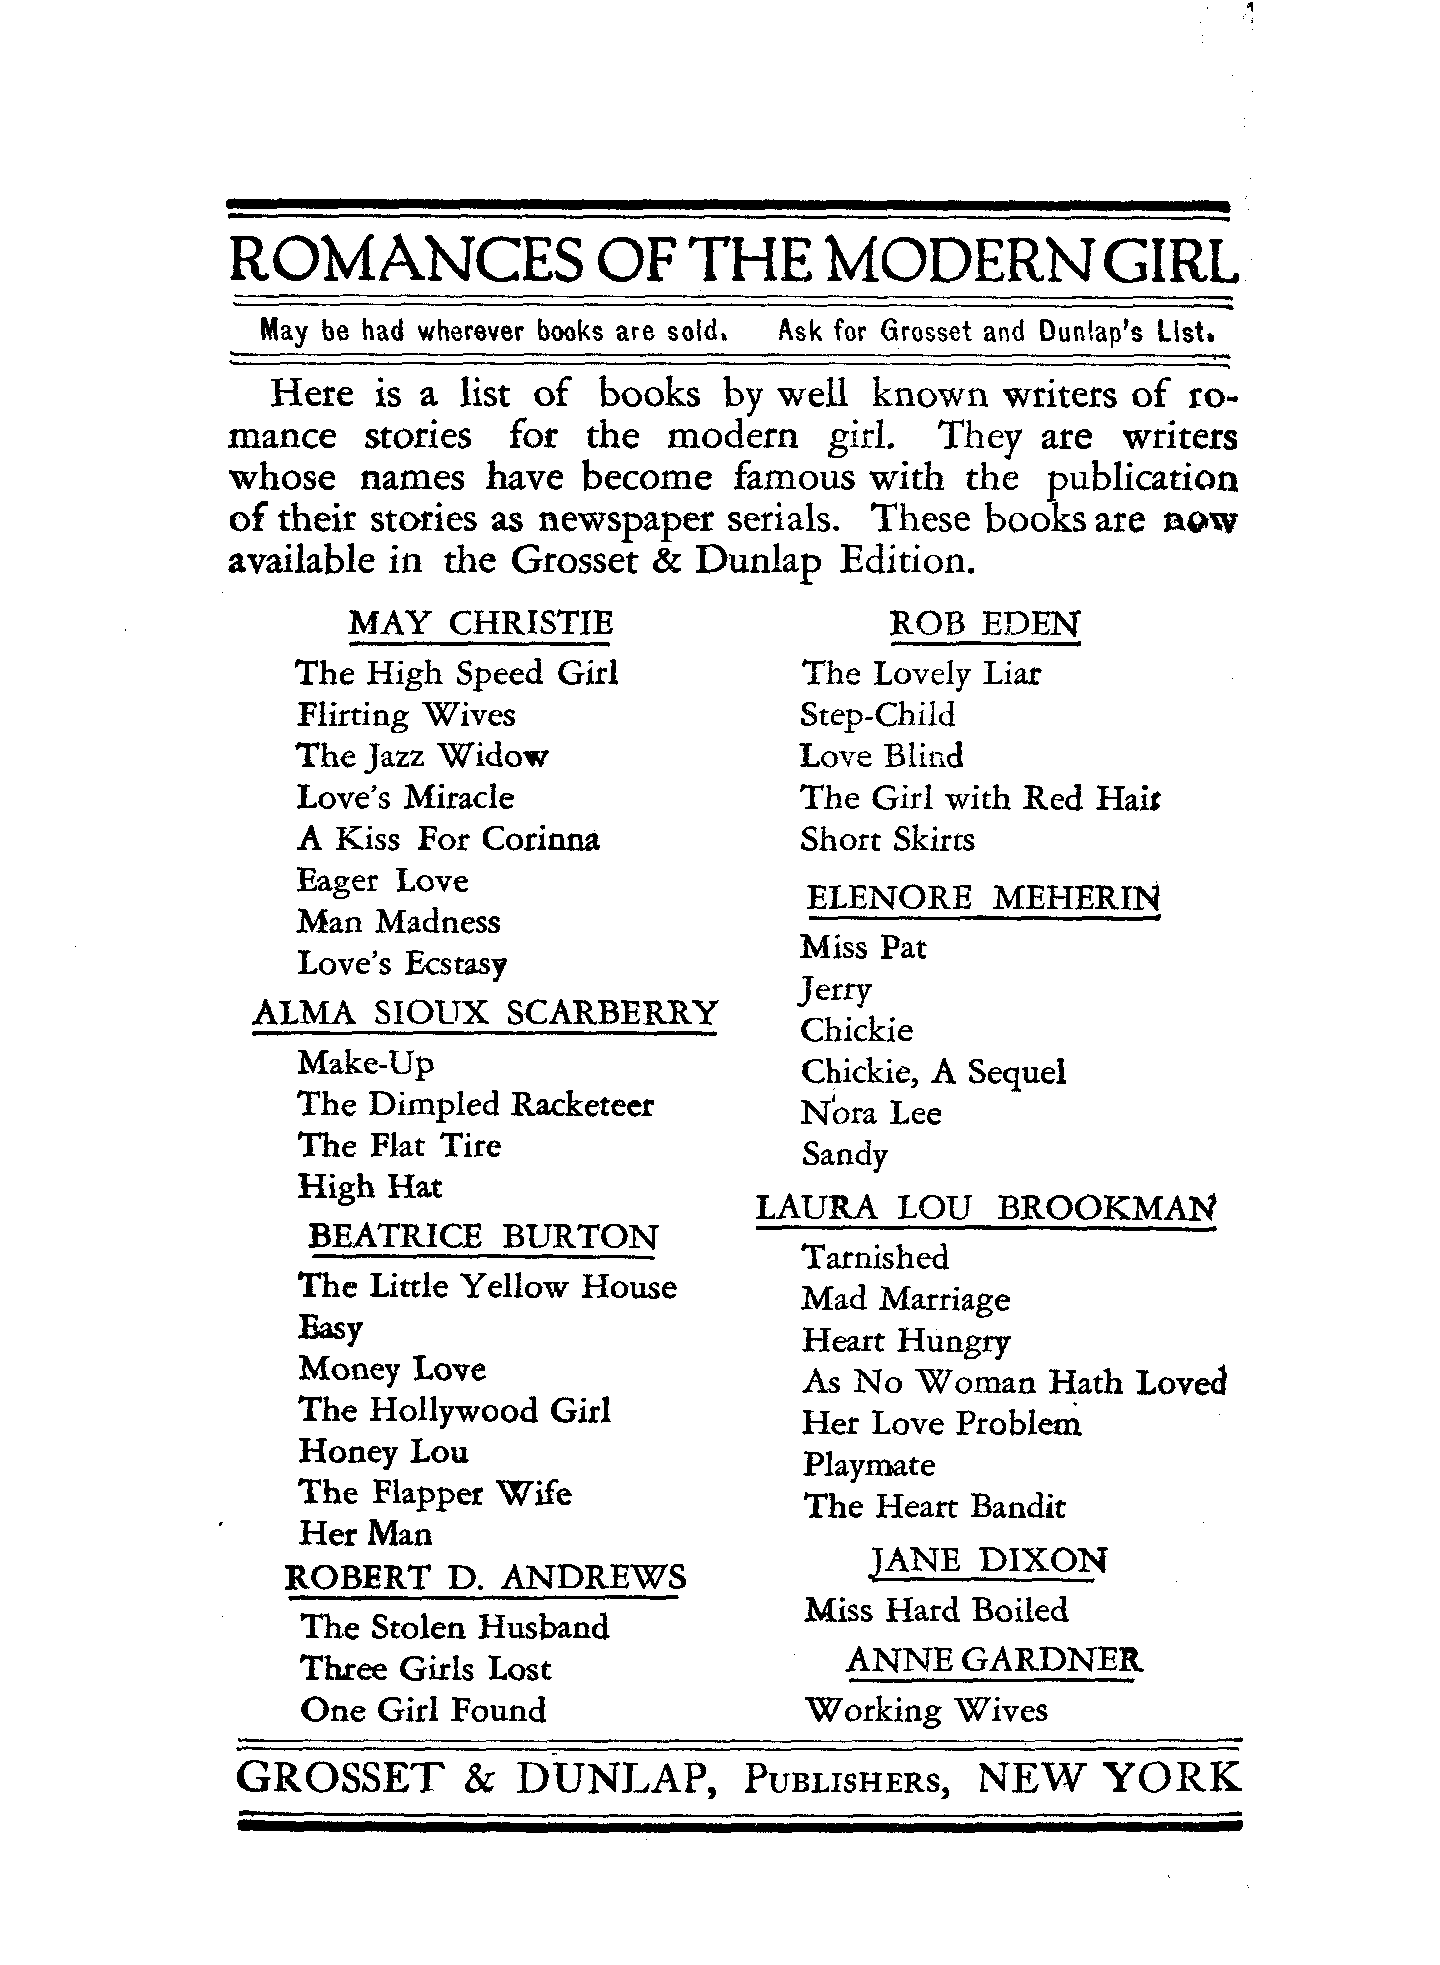 ROMANCES OF THE MODERN GIRL
May be had wherever books are sold. Ask for Grosset and Dunlap's List.
Here is a list of books by well known writers of ro-
mance stories for the modern girl. They are writers
whose names have become famous with the publication
of their stories as newspaper serials. These books are now
available in the Grosset & Dunlap Edition.
MAY CHRISTIE
The High Speed Girl
Flirting Wives
The Jazz Widow
Love's Miracle
A Kiss For Corinna
Eager Love
Man Madness
Love's Ecstasy
ALMA SIOUX SCARBERRY
Make-Up
The Dimpled Racketeer
The Flat Tire
High Hat
BEATRICE BURTON
The Little Yellow House
Easy
Money Love
The Hollywood Girl
Honey Lou
The Flapper Wife
Her Man
ROBERT D. ANDREWS
The Stolen Husband
Three Girls Lost
One Girl Found
ROB EDEN
The Lovely Liar
Step-Child
Love Blind
The Girl with Red Hair
Short Skirts
ELENORE MEHERIN
Miss Pat
Jerry
Chickie
Chickie, A Sequel
Nora Lee
Sandy
LAURA LOU BROOKMAN
Tarnished
Mad Marriage
Heart Hungry
As No Woman Hath Loved
Her Love Problem
Playmate
The Heart Bandit
JANE DIXON
Miss Hard Boiled
ANNE GARDNER
Working Wives
GROSSET & DUNLAP, PUBLISHERS, NEW YORK